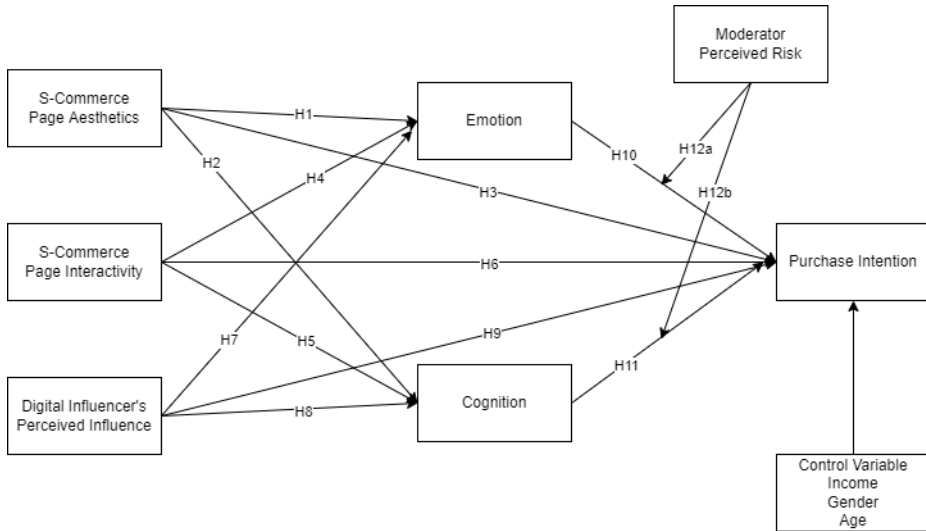 Moderator
Perceived Risk
S-Commerce
Page Aesthetics
H1
Emotion
H2
H10
H12a
H4
H3
H12b
S-Commerce
Page Interactivity
H6
Purchase Intention
H7
H5
H9
H11
Digital Influencer's
Perceived Influence
H8
Cognition
Control Variable
Income
Gender
Age